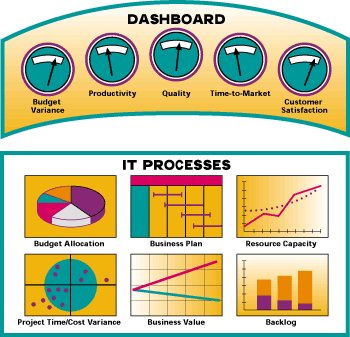 DASHBOARD
Budget
Variance
Productivity
Quality
Time-to-Market
Customer
Satisfaction
IT PROCESSES
Budget Allocation
Business Plan
Resource Capacity
Project Time/Cost Variance
Business Value
Backlog